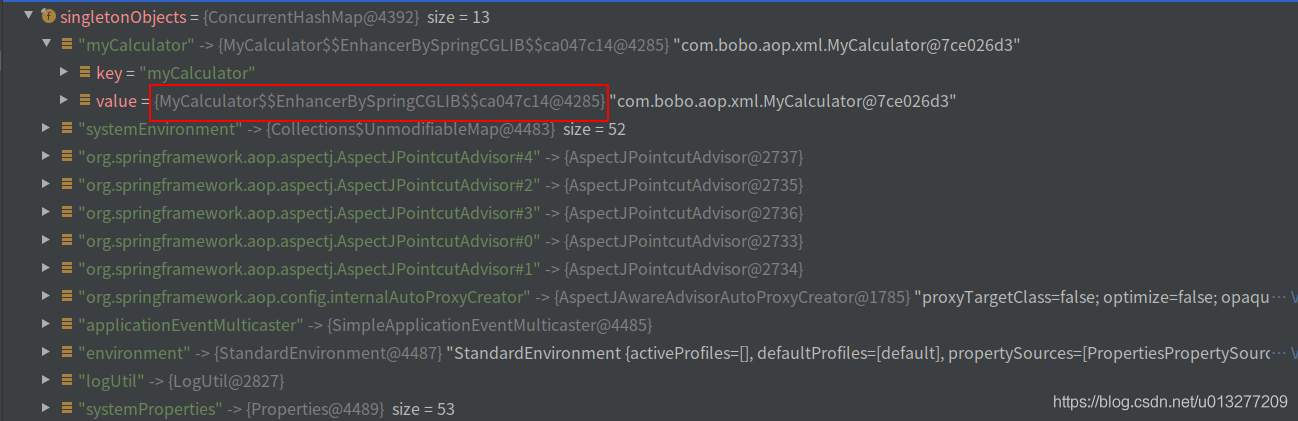 singletonObjects = {ConcurrentHashMap@4392} size = 13
"myCalculator" -> {MyCalculator$$EnhancerBySpringCGLIB$$ca047c14@4285} "com.bobo.aop.xml.MyCalculator@7ce026d3"
key = "myCalculator"
value = {MyCalculator$$EnhancerBySpringCGLIB$$ca047c14@4285} "com.bobo.aop.xml.MyCalculator@7ce026d3"
"systemEnvironment" -> {Collections$UnmodifiableMap@4483} size = 52
"org.springframework.aop.aspectj.AspectJPointcutAdvisor#4" -> {AspectJPointcutAdvisor@2737}
"org.springframework.aop.aspectj.AspectJPointcutAdvisor#2" -> {AspectJPointcutAdvisor@2735}
"org.springframework.aop.aspectj.AspectJPointcutAdvisor#3" -> {AspectJPointcutAdvisor@2736}
"org.springframework.aop.aspectj.AspectJPointcutAdvisor#0" -> {AspectJPointcutAdvisor@2733}
"org.springframework.aop.aspectj.AspectJPointcutAdvisor#1" -> {AspectJPointcutAdvisor@2734}
"org.springframework.aop.config.internalAutoProxyCreator" -> {AspectJAwareAdvisorAutoProxyCreator@1785} "proxyTargetClass=false; optimize=false; opaqu… V
"applicationEventMulticaster" -> {SimpleApplicationEventMulticaster@4485}
"environment" -> {StandardEnvironment@4487} "StandardEnvironment {activeProfiles=[], defaultProfiles=[default], propertySources=[PropertiesPropertySourc… V
"logUtil" -> {LogUtil@2827}
"systemProperties" -> {Properties@4489} size = 53
https://blog.csdn.net/u013277209